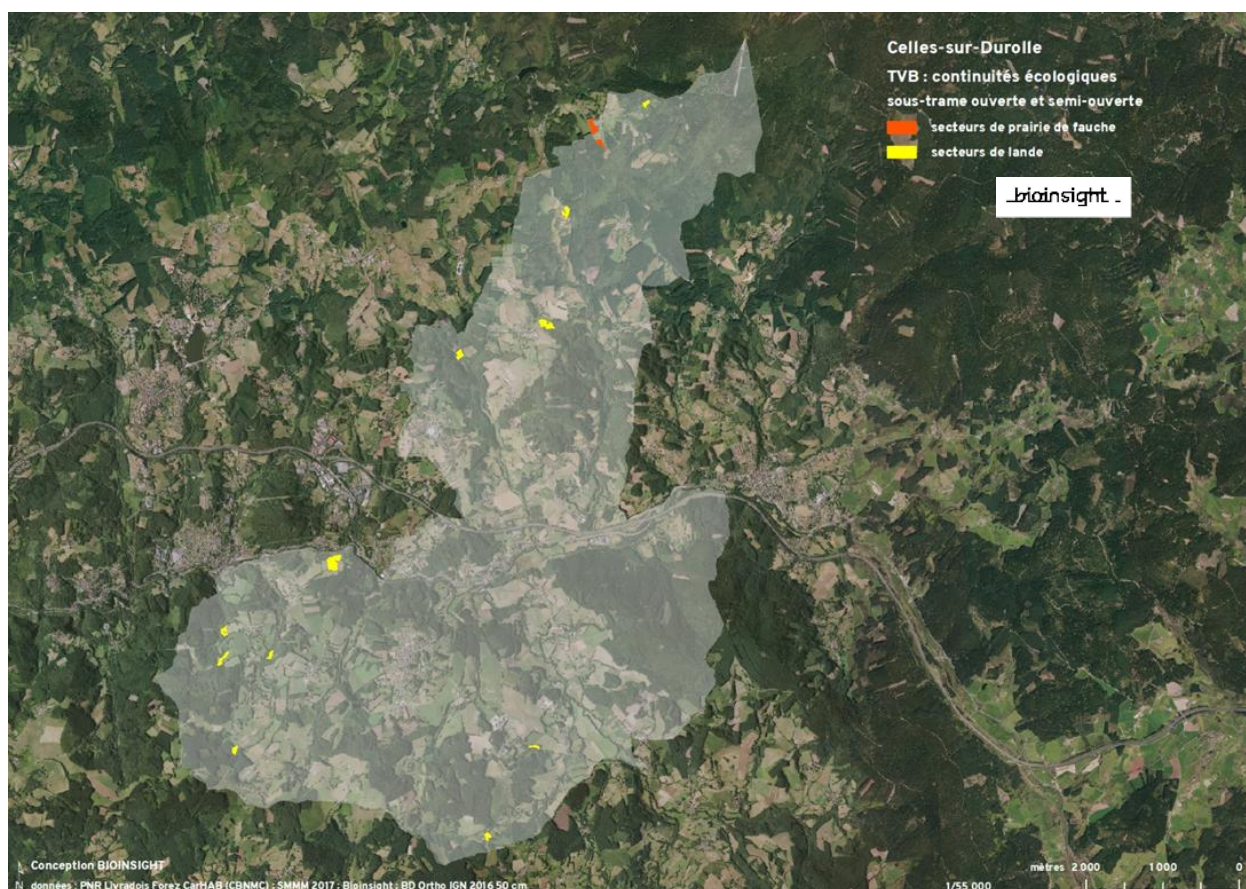 Celles-sur-Durolle
TVB : continuités écologiques
sous-trame ouverte et semi-ouverte
secteurs de prairie de fauche
secteurs de lande
bioinsight
Conception BIOINSIGHT
N données : PNR Livradois Forez CarHAB (CBNMC) ; SMMM 2017 ; Bioinsight ; BD Ortho IGN 2016 50 cm
mètres 2 000 1 000 0
1/55 000